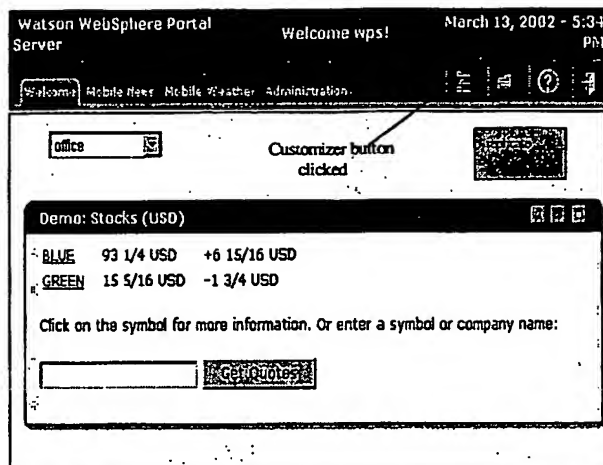 Watson WebSphere Portal Server
Welcome wps!
March 13, 2002 - 5:34 PM
Welcome Mobile News Mobile Weather Administration
office
Customizer button clicked
Demo: Stocks (USD)
BLUE 93 1/4 USD +6 15/16 USD
GREEN 15 5/16 USD -1 3/4 USD
Click on the symbol for more information. Or enter a symbol or company name:
Get Quotes